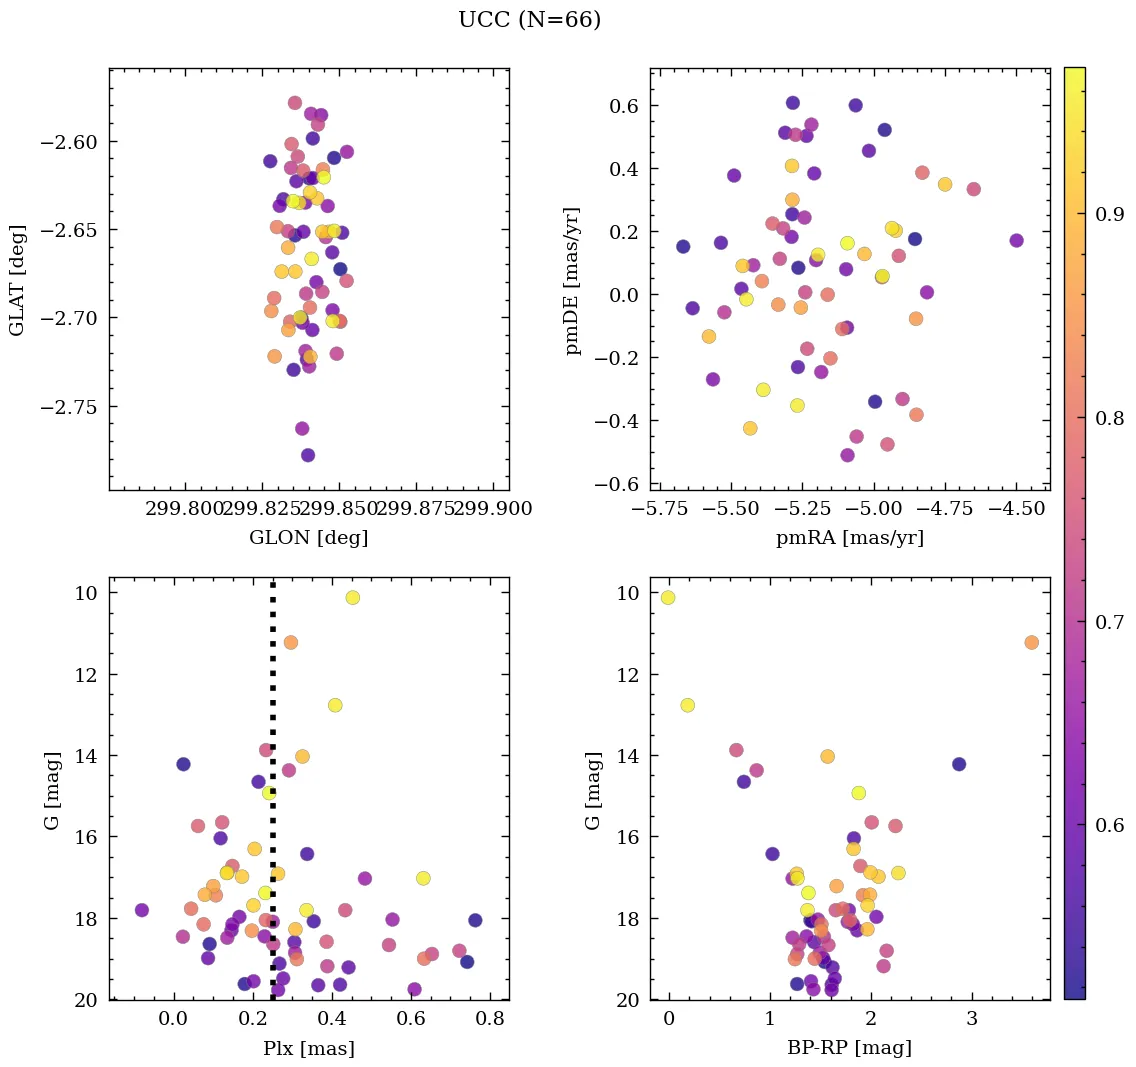 UCC (N=66)
−2.60
−2.65
−2.70
−2.75
GLAT [deg]
299.800 299.825 299.850 299.875 299.900
GLON [deg]
0.6
0.4
0.2
0.0
−0.2
−0.4
−0.6
pmDE [mas/yr]
−5.75 −5.50 −5.25 −5.00 −4.75 −4.50
pmRA [mas/yr]
10
12
14
16
18
20
G [mag]
0.0 0.2 0.4 0.6 0.8
Plx [mas]
10
12
14
16
18
20
G [mag]
0 1 2 3
BP-RP [mag]
0.9
0.8
0.7
0.6